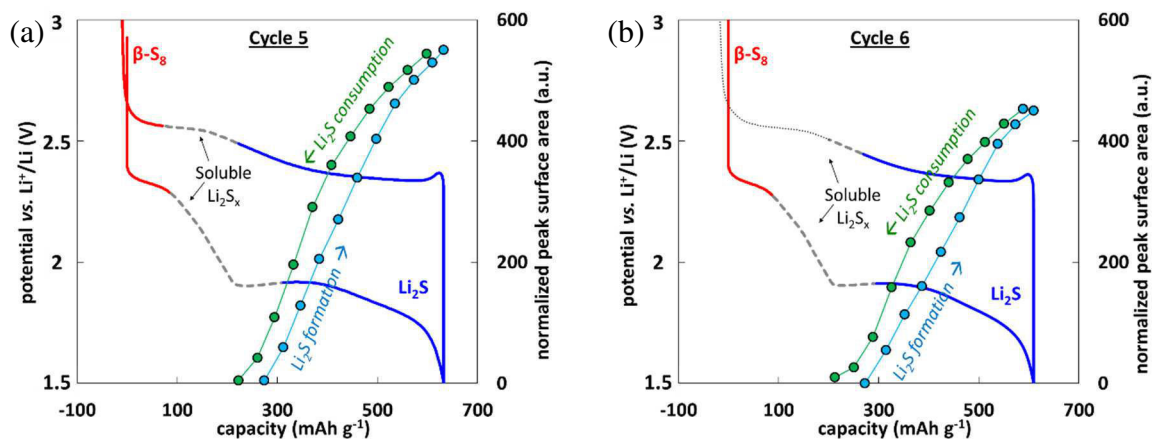 (a)
Cycle 5
β-S8
Li2S consumption
Soluble
Li2Sx
Li2S formation
Li2S
3
2.5
2
1.5
potential vs. Li+/Li (V)
600
400
200
0
normalized peak surface area (a.u.)
-100
100
300
500
700
capacity (mAh g-1)
(b)
Cycle 6
β-S8
Li2S consumption
Soluble
Li2Sx
Li2S formation
Li2S
3
2.5
2
1.5
potential vs. Li+/Li (V)
600
400
200
0
normalized peak surface area (a.u.)
-100
100
300
500
700
capacity (mAh g-1)